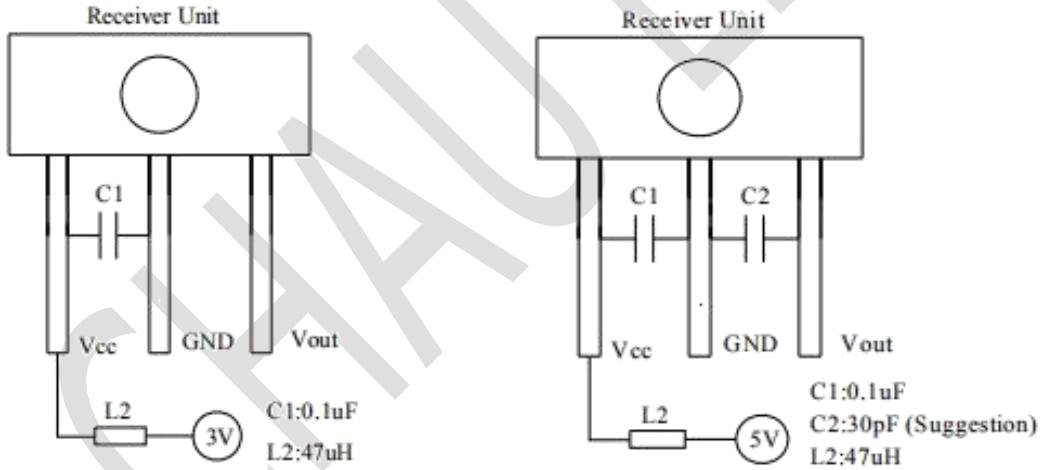 Receiver Unit
C1
Vcc
GND
Vout
L2
3V
C1:0.1uF
L2:47uH
Receiver Unit
C1
C2
Vcc
GND
Vout
L2
5V
C1:0.1uF
C2:30pF (Suggestion)
L2:47uH